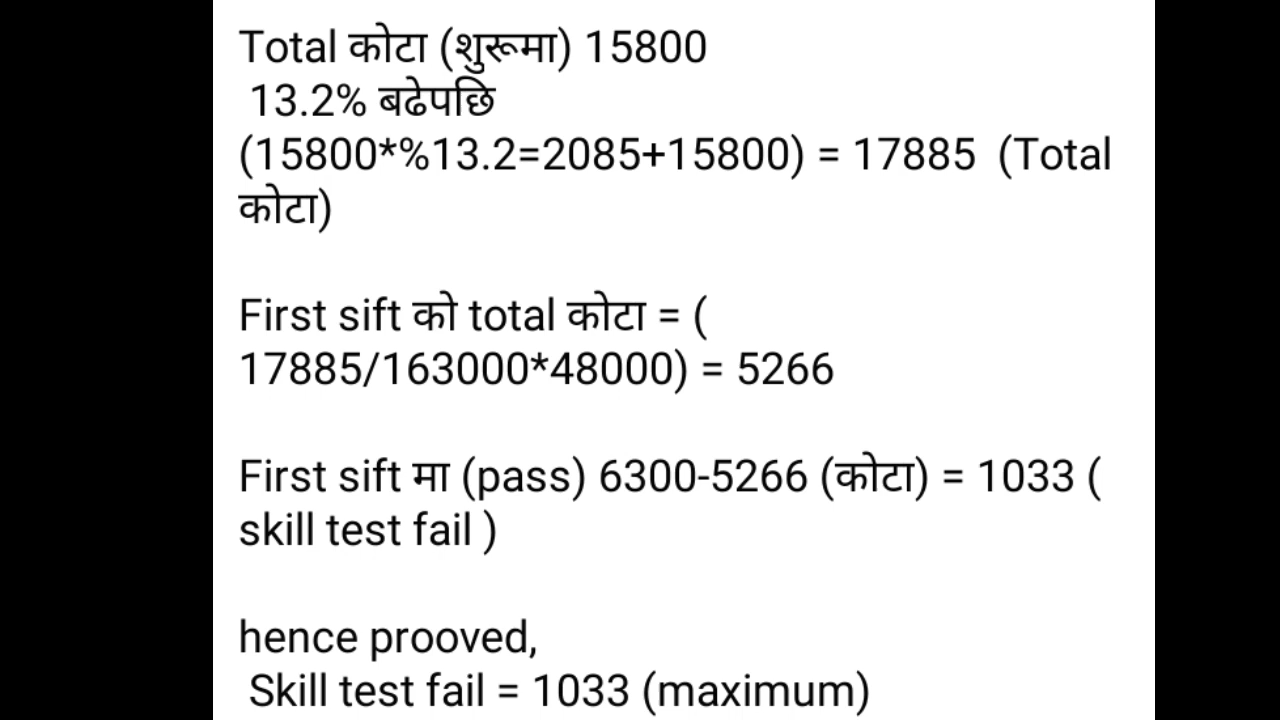 Total कोटा (शुरूमा) 15800
13.2% बढेपछि
(15800*%13.2=2085+15800) = 17885 (Total
कोटा)
First sift को total कोटा = (
17885/163000*48000) = 5266
First sift मा (pass) 6300-5266 (कोटा) = 1033 (
skill test fail )
hence prooved,
Skill test fail = 1033 (maximum)